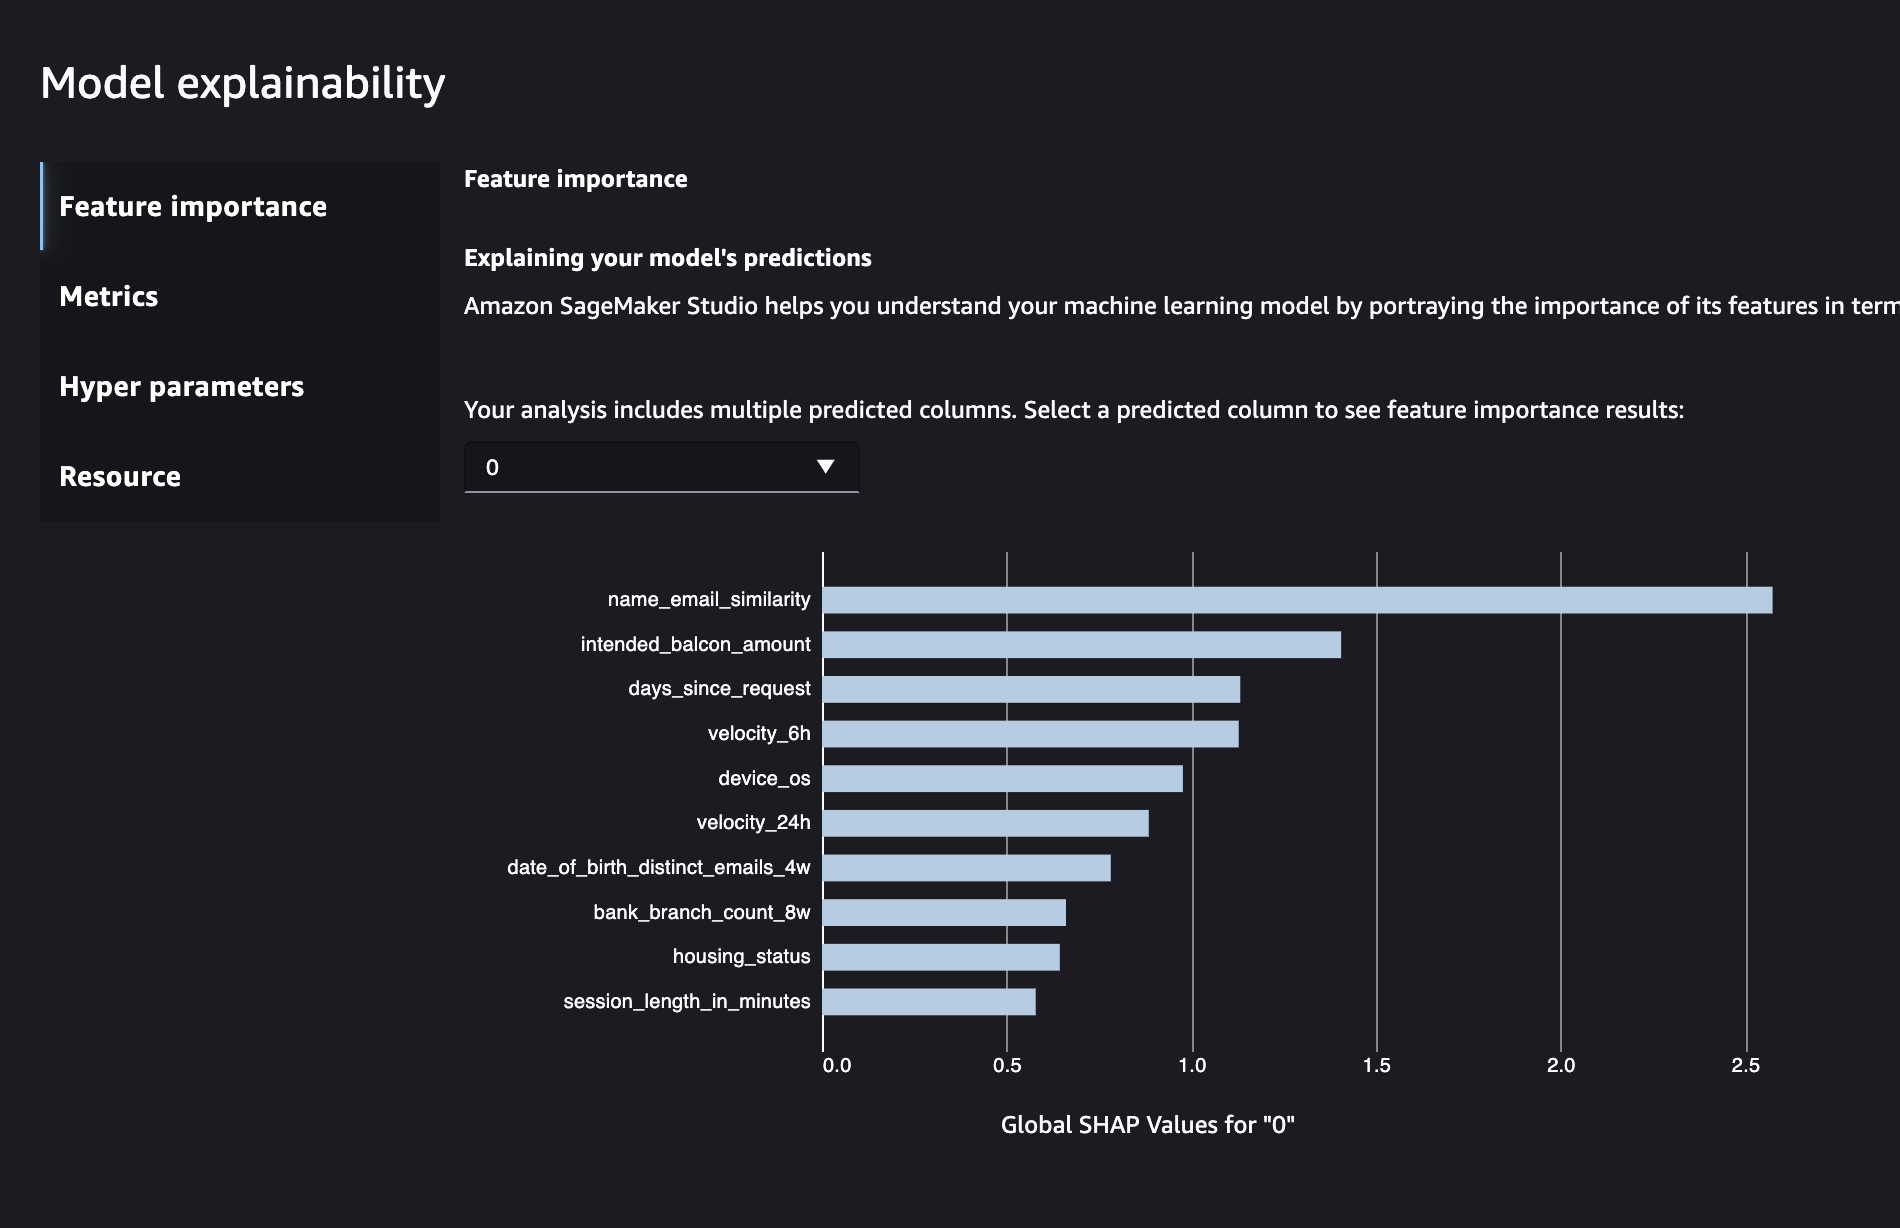 Model explainability
Feature importance
Metrics
Hyper parameters
Resource
Feature importance
Explaining your model's predictions
Amazon SageMaker Studio helps you understand your machine learning model by portraying the importance of its features in term
Your analysis includes multiple predicted columns. Select a predicted column to see feature importance results:
0
name_email_similarity
intended_balcon_amount
days_since_request
velocity_6h
device_os
velocity_24h
date_of_birth_distinct_emails_4w
bank_branch_count_8w
housing_status
session_length_in_minutes
0.0 0.5 1.0 1.5 2.0 2.5
Global SHAP Values for "0"